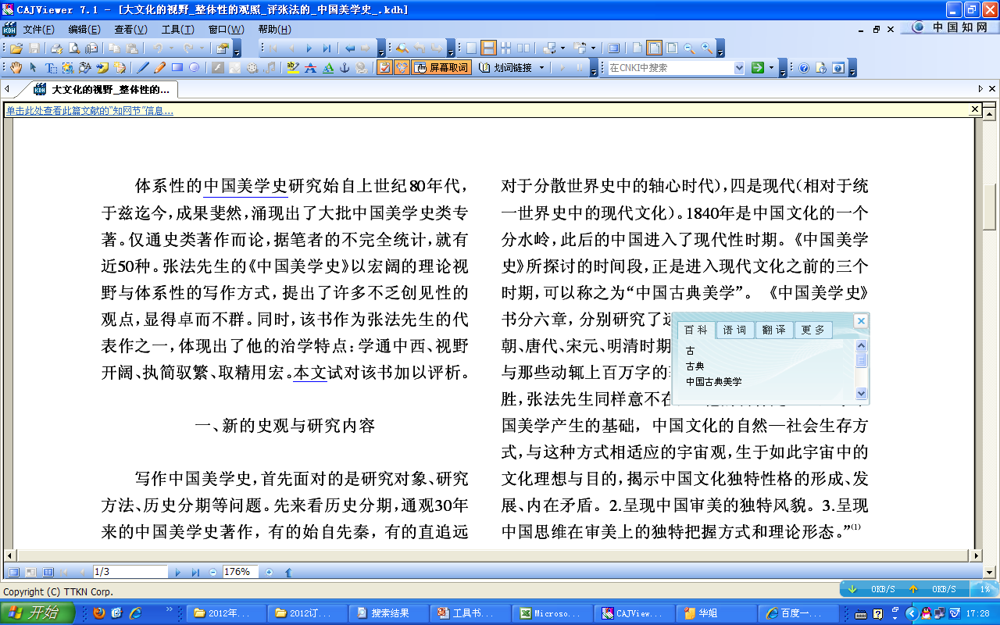 CAJViewer 7.1 - [大文化的视野_整体性的观照_评张法的_中国美学史_.kdh]
文件(F) 编辑(E) 查看(V) 工具(T) 窗口(W) 帮助(H)
中国知网
屏幕取词 划词链接 在CNKI中搜索
大文化的视野_整体性的...
单击此处查看此篇文献的"知网节"信息...
体系性的中国美学史研究始自上世纪80年代，
于兹迄今，成果斐然，涌现出了大批中国美学史类专
著。仅通史类著作而论，据笔者的不完全统计，就有
近50种。张法先生的《中国美学史》以宏阔的理论视
野与体系性的写作方式，提出了许多不乏创见性的
观点，显得卓而不群。同时，该书作为张法先生的代
表作之一，体现出了他的治学特点：学通中西、视野
开阔、执简驭繁、取精用宏。本文试对该书加以评析。
一、新的史观与研究内容
写作中国美学史，首先面对的是研究对象、研究
方法、历史分期等问题。先来看历史分期，通观30年
来的中国美学史著作，有的始自先秦，有的直追远
对于分散世界史中的轴心时代），四是现代（相对于统
一世界史中的现代文化）。1840年是中国文化的一个
分水岭，此后的中国进入了现代性时期。《中国美学
史》所探讨的时间段，正是进入现代文化之前的三个
时期，可以称之为“中国古典美学”。《中国美学史》
书分六章，分别研究了
朝、唐代、宋元、明清时期
与那些动辄上百万字的
胜，张法先生同样意不在
国美学产生的基础，中国文化的自然—社会生存方
式，与这种方式相适应的宇宙观，生于如此宇宙中的
文化理想与目的，揭示中国文化独特性格的形成、发
展、内在矛盾。2.呈现中国审美的独特风貌。3.呈现
中国思维在审美上的独特把握方式和理论形态。”(1)
百科 语词 翻译 更多
古
古典
中国古典美学
1/3 176%
Copyright (C) TTKN Corp.
0KB/S 0KB/S 1%
开始 2012年... 2012订... 搜索结果 工具书... Microso... CAJView... 华姐 百度一... 17:28